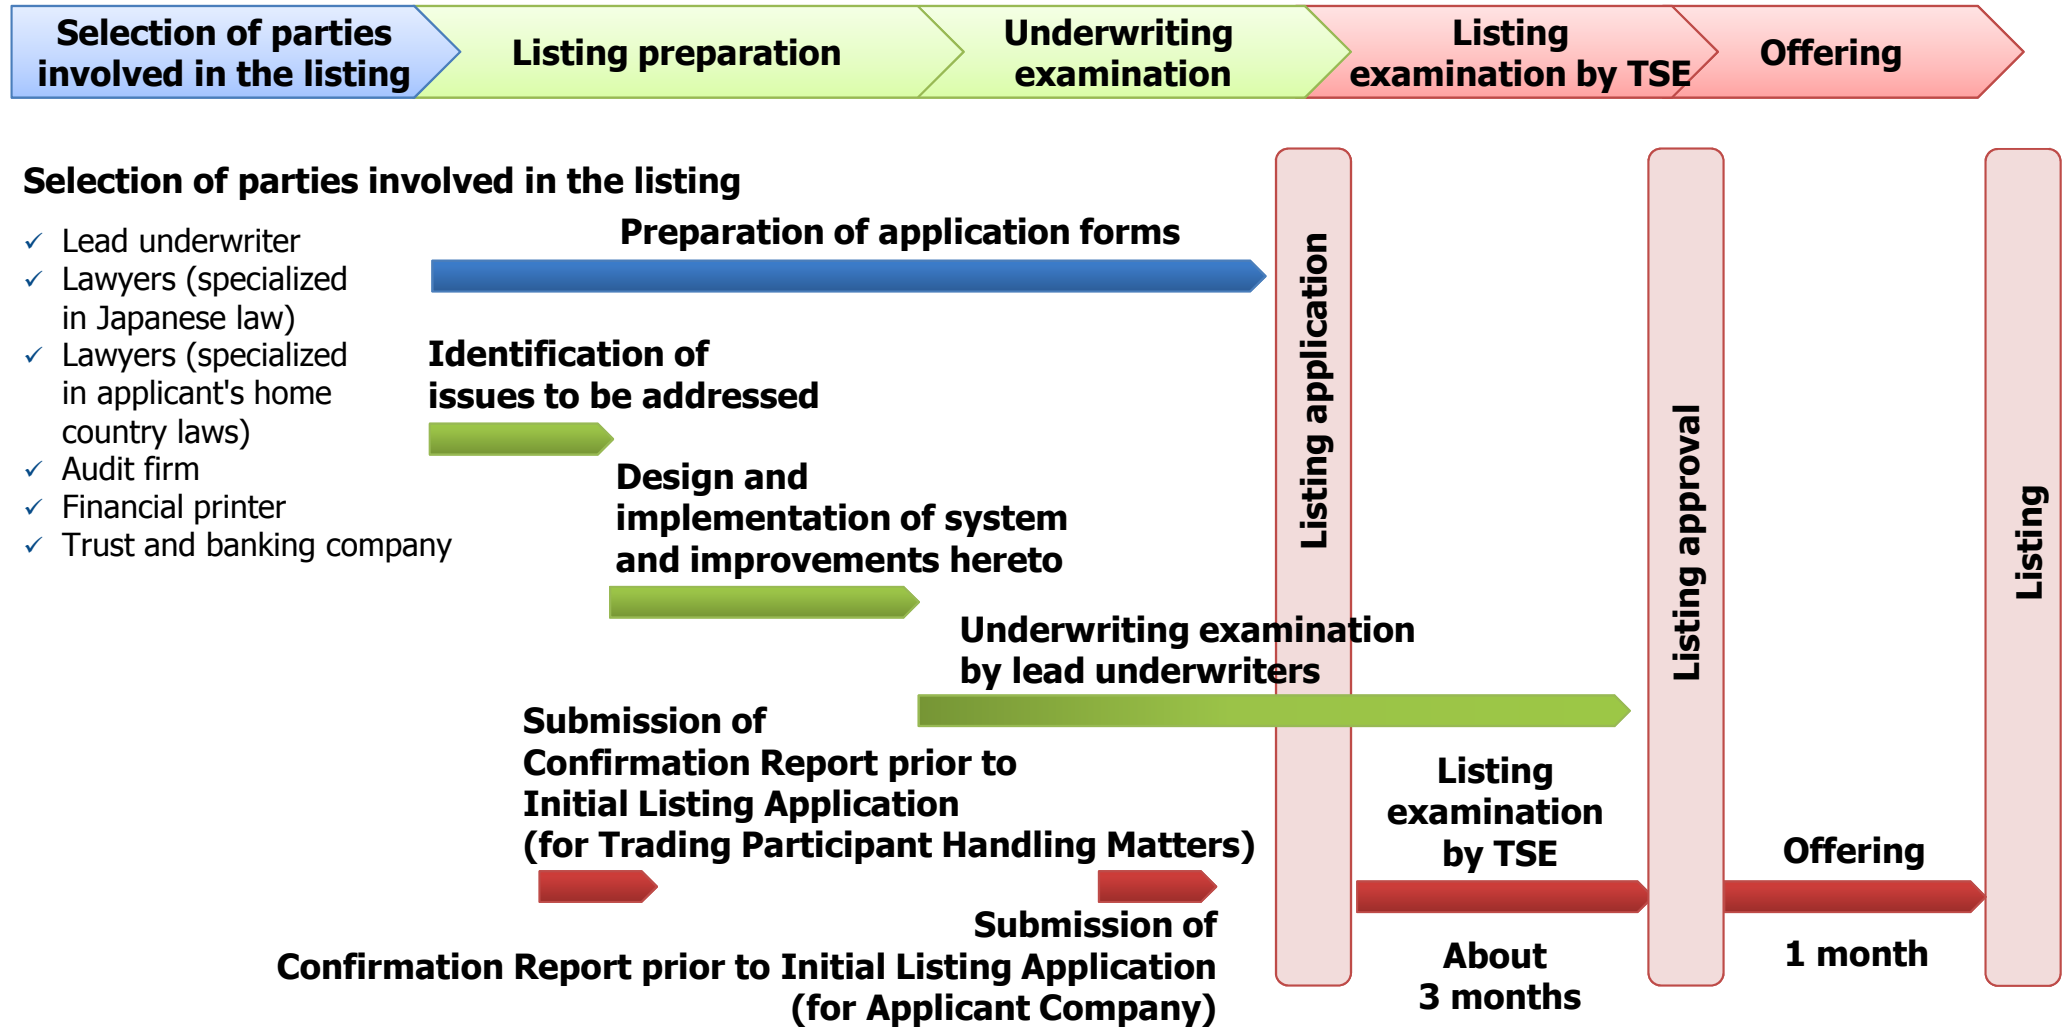 Selection of parties
involved in the listing
Listing preparation
Underwriting
examination
Listing
examination by TSE
Offering
Selection of parties involved in the listing
✓ Lead underwriter
✓ Lawyers (specialized
in Japanese law)
✓ Lawyers (specialized
in applicant's home
country laws)
✓ Audit firm
✓ Financial printer
✓ Trust and banking company
Preparation of application forms
Identification of
issues to be addressed
Design and
implementation of system
and improvements hereto
Underwriting examination
by lead underwriters
Submission of
Confirmation Report prior to
Initial Listing Application
(for Trading Participant Handling Matters)
Submission of
Confirmation Report prior to Initial Listing Application
(for Applicant Company)
Listing application
Listing
examination
by TSE
About
3 months
Listing approval
Offering
1 month
Listing